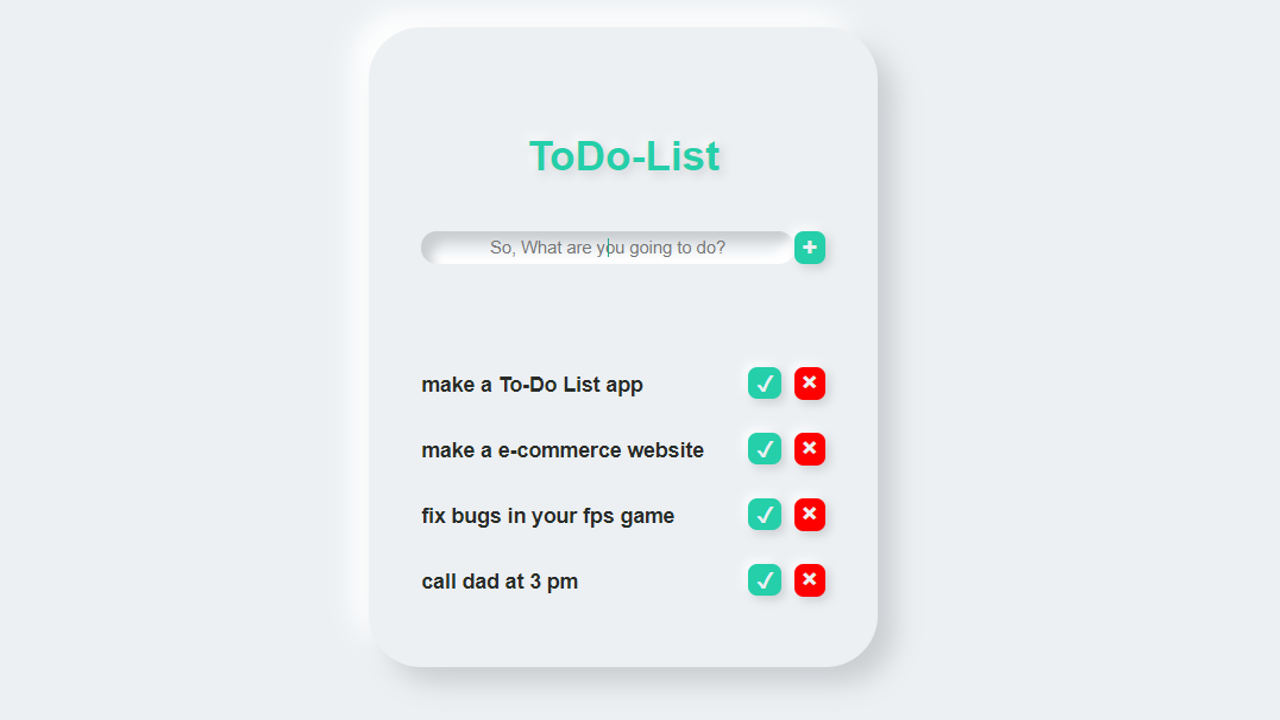 ToDo-List
So, What are you going to do?
make a To-Do List app
make a e-commerce website
fix bugs in your fps game
call dad at 3 pm